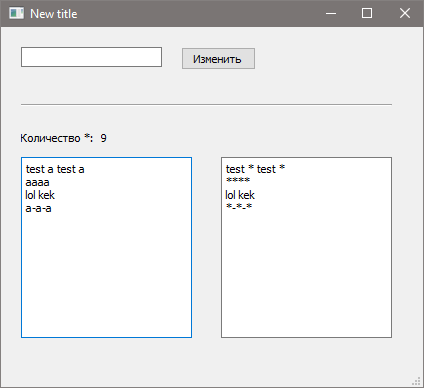 New title
Изменить
Количество *: 9
test a test a
aaaa
lol kek
a-a-a
test * test *
****
lol kek
*-*-*